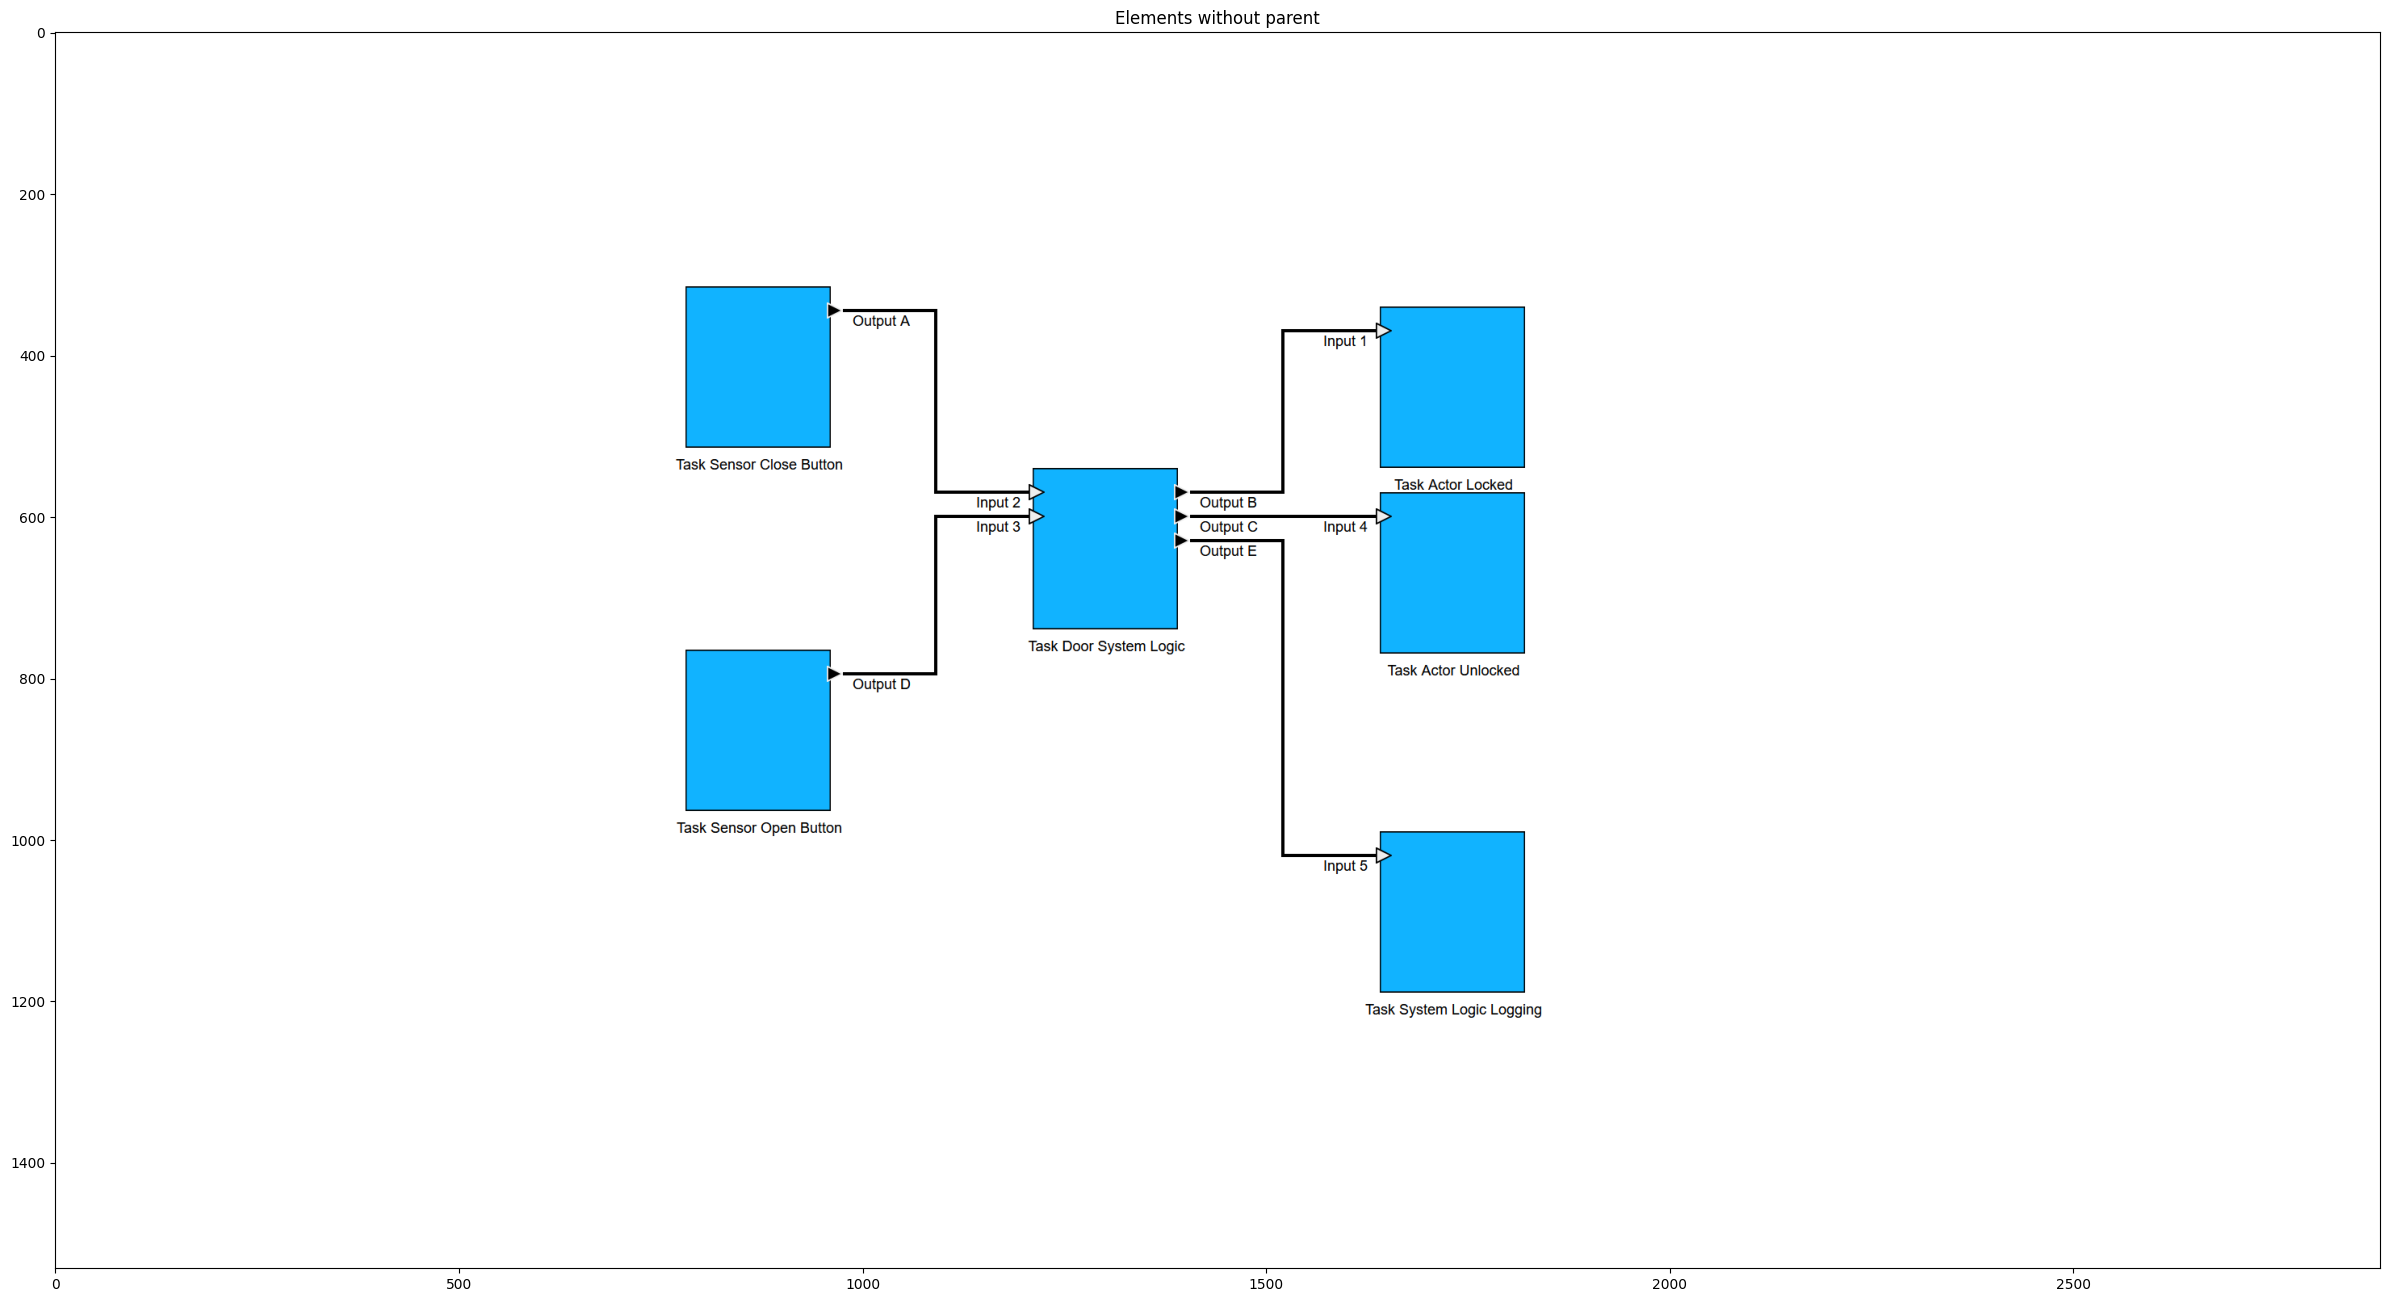 Elements without parent
0
200
400
600
800
1000
1200
1400
Output A
Task Sensor Close Button
Input 1
Task Actor Locked
Input 2
Input 3
Output B
Output C
Output E
Input 4
Task Door System Logic
Task Actor Unlocked
Output D
Task Sensor Open Button
Input 5
Task System Logic Logging
0
500
1000
1500
2000
2500